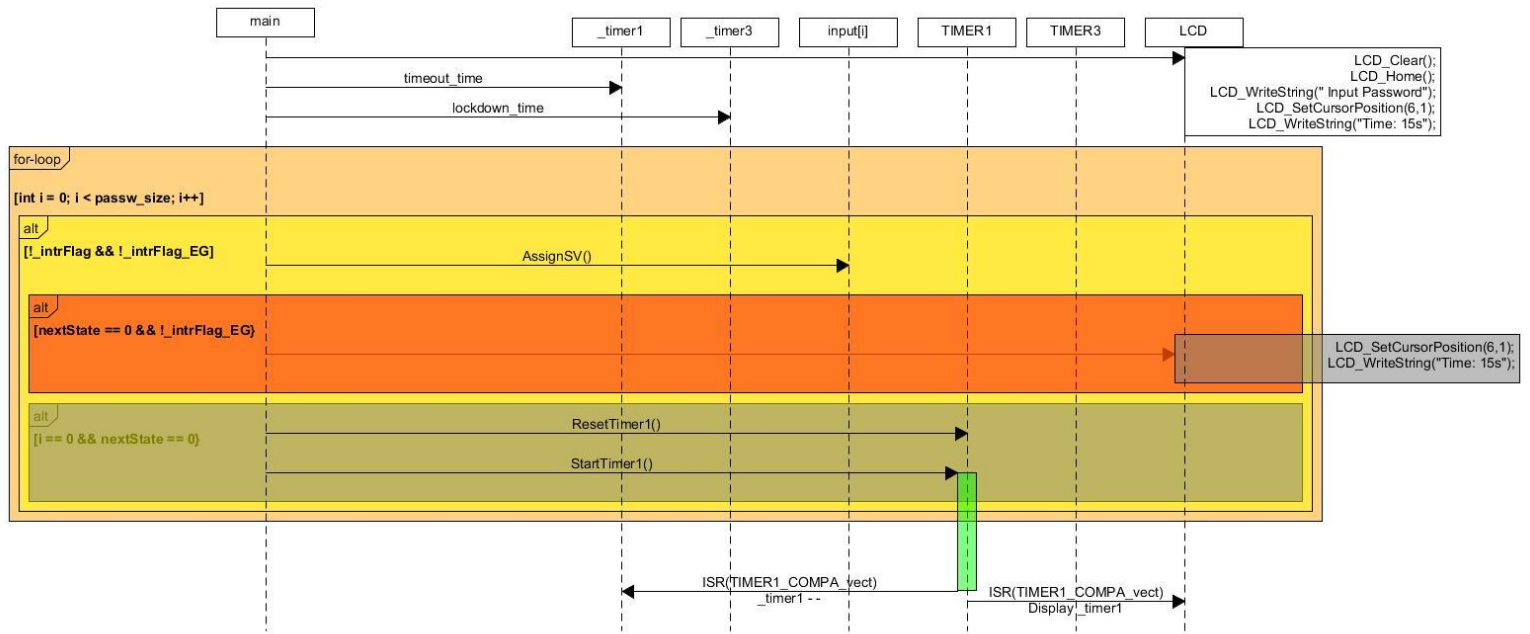 main
_timer1
_timer3
input[i]
TIMER1
TIMER3
LCD
LCD_Clear();
LCD_Home();
LCD_WriteString(" Input Password");
LCD_SetCursorPosition(6,1);
LCD_WriteString("Time: 15s");
timeout_time
lockdown_time
for-loop
[int i = 0; i < passw_size; i++]
alt
[!_intrFlag && !_intrFlag_EG]
AssignSV()
alt
[nextState == 0 && !_intrFlag_EG}
LCD_SetCursorPosition(6,1);
LCD_WriteString("Time: 15s");
alt
[i == 0 && nextState == 0}
ResetTimer1()
StartTimer1()
ISR(TIMER1_COMPA_vect)
_timer1 - -
ISR(TIMER1_COMPA_vect)
Display _timer1